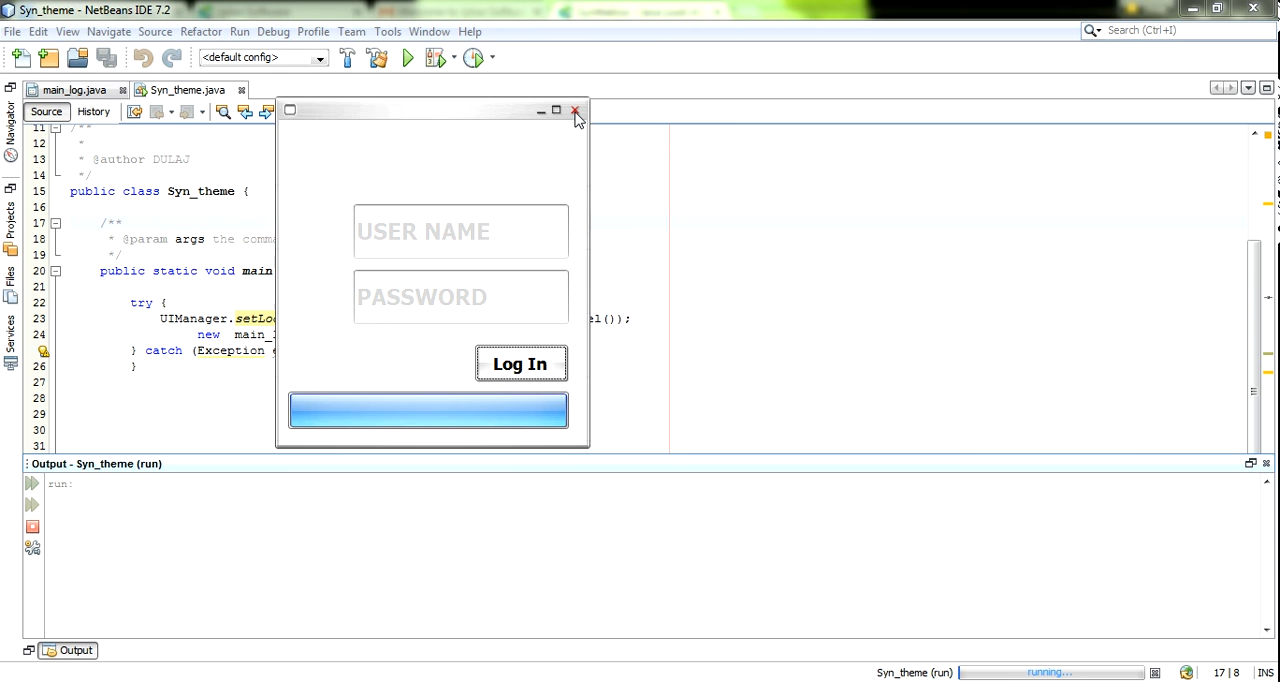 Syn_theme - NetBeans IDE 7.2
File Edit View Navigate Source Refactor Run Debug Profile Team Tools Window Help
Search (Ctrl+I)
<default config>
main_log.java Syn_theme.java
Source History
Navigator
Projects
Files
Services
11 /**
12 *
13 * @author DULAJ
14 */
15 public class Syn_theme {
16
17 /**
18 * @param args the comma
19 */
20 public static void main
21
22 try {
23 UIManager.setLoo el());
24 new main_
} catch (Exception e
26 }
27
28
29
30
31
USER NAME
PASSWORD
Log In
Output - Syn_theme (run)
run:
Output
Syn_theme (run) running... 17|8 INS